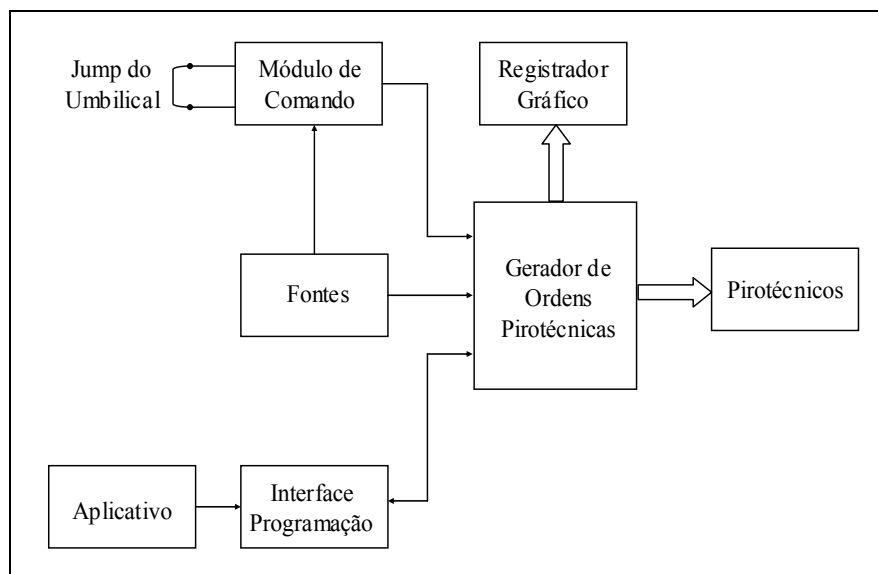 Jump do
Umbilical
Módulo de
Comando
Registrador
Gráfico
Fontes
Gerador de
Ordens
Pirotécnicas
Pirotécnicos
Aplicativo
Interface
Programação